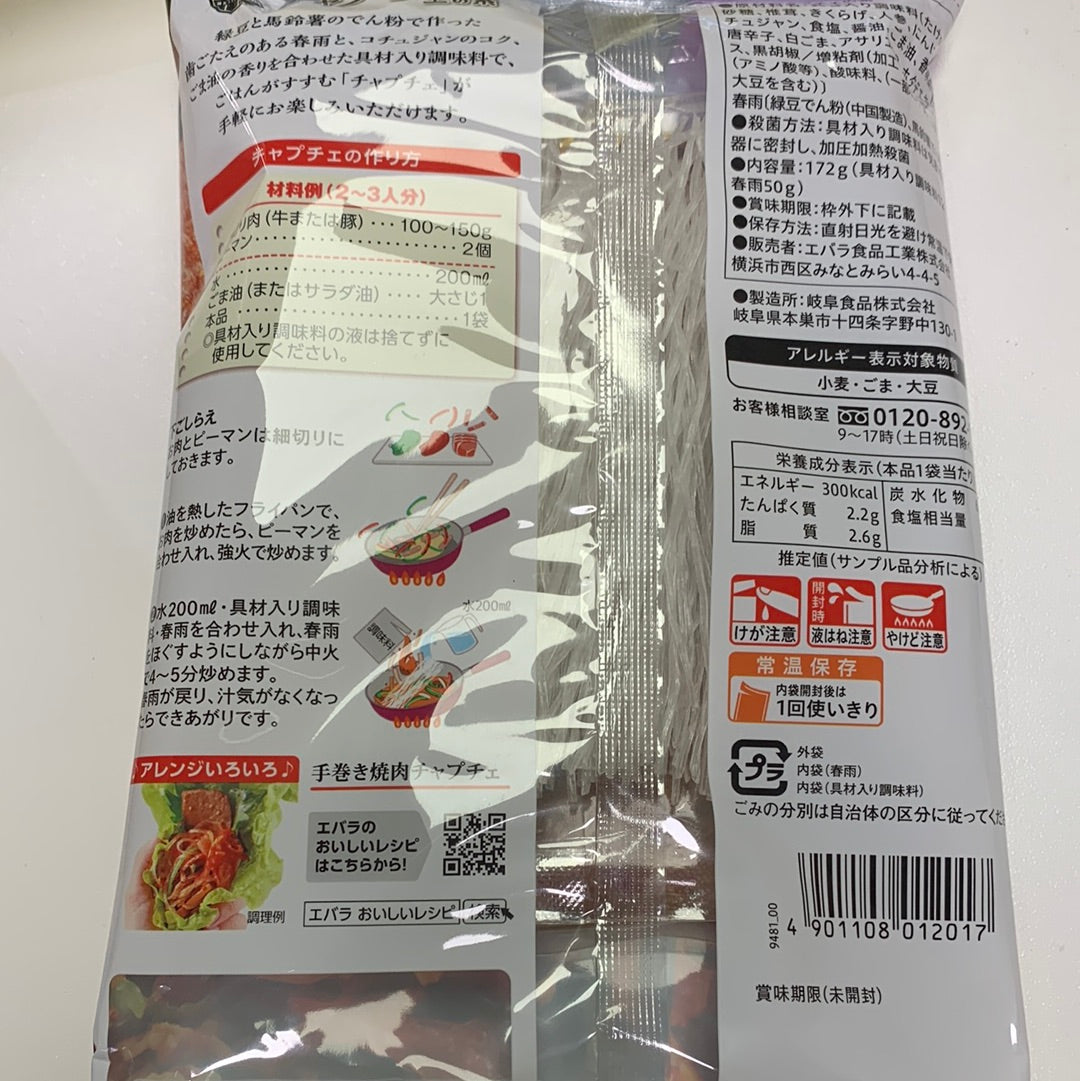 緑豆と馬鈴薯のでん粉で作った
歯ごたえのある春雨と、コチュジャンのコク、
ごま油の香りを合わせた具材入り調味料で、
ごはんがすすむ「チャプチェ」が
手軽にお楽しみいただけます。
チャプチェの作り方
材料例(2〜3人分)
り肉(牛または豚)・・・100〜150g
マン・・・2個
水・・・200㎖
ごま油(またはサラダ油)・・・・大さじ1
本品・・・1袋
◎具材入り調味料の液は捨てずに
使用してください。
下ごしらえ
お肉とピーマンは細切りに
しておきます。
油を熱したフライパンで、
お肉を炒めたら、ピーマンを
合わせ入れ、強火で炒めます。
水200㎖・具材入り調味
料・春雨を合わせ入れ、春雨
をほぐすようにしながら中火
で4〜5分炒めます。
春雨が戻り、汁気がなくなっ
たらできあがりです。
水200㎖
調味料
アレンジいろいろ♪
手巻き焼肉チャプチェ
エバラの
おいしいレシピ
はこちらから!
調理例
エバラ おいしいレシピ 検索
砂糖、椎茸、きくらげ、人参
チュジャン、食塩、醤油
唐辛子、白ごま、アサリ
ス、黒胡椒/増粘剤(加工
(アミノ酸等)、酸味料、(一部
大豆を含む))
春雨(緑豆でん粉(中国製造)、
●殺菌方法:具材入り調味料は
器に密封し、加圧加熱殺菌
●内容量:172g(具材入り調味料
春雨50g)
●賞味期限:枠外下に記載
●保存方法:直射日光を避け常温
●販売者:エバラ食品工業株式会社
横浜市西区みなとみらい4-4-5
●製造所:岐阜食品株式会社
岐阜県本巣市十四条字野中130-1
アレルギー表示対象物質
小麦・ごま・大豆
お客様相談室 0120-892
9〜17時(土日祝日除
栄養成分表示(本品1袋当たり
エネルギー 300kcal 炭水化物
たんぱく質 2.2g 食塩相当量
脂質 2.6g
推定値(サンプル品分析による)
けが注意
開封時
液はね注意
やけど注意
常温保存
内袋開封後は
1回使いきり
プラ
外袋
内袋(春雨)
内袋(具材入り調味料)
ごみの分別は自治体の区分に従ってくだ
9481_00
4 901108 012017
賞味期限(未開封)